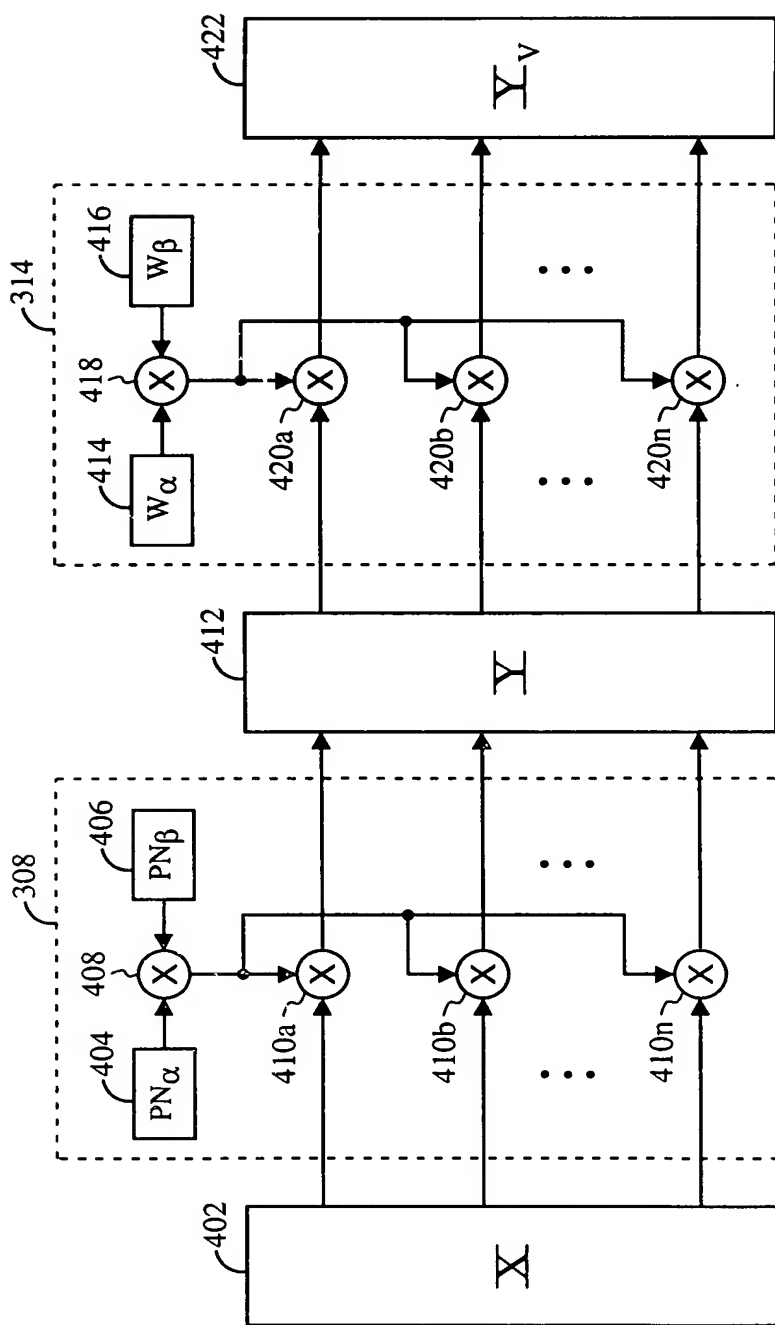 308
314
404
408
406
414
418
416
PNα
X
PNβ
Wα
X
Wβ
402
412
422
410a
X
420a
X
X
Y
Yv
410b
X
420b
X
• • •
• • •
• • •
• • •
410n
X
420n
X